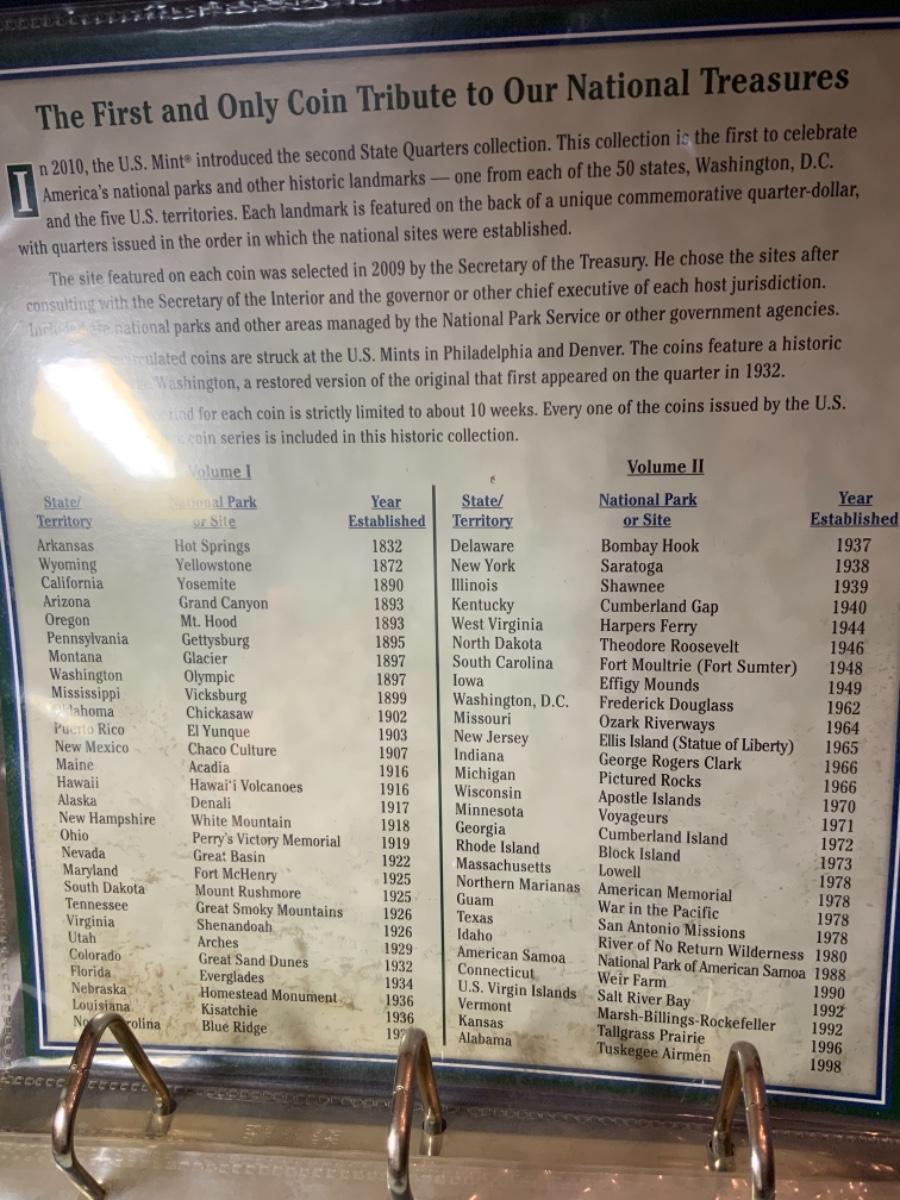 The First and Only Coin Tribute to Our National Treasures
In 2010, the U.S. Mint® introduced the second State Quarters collection. This collection is the first to celebrate
America's national parks and other historic landmarks — one from each of the 50 states, Washington, D.C.
and the five U.S. territories. Each landmark is featured on the back of a unique commemorative quarter-dollar,
with quarters issued in the order in which the national sites were established.
The site featured on each coin was selected in 2009 by the Secretary of the Treasury. He chose the sites after
consulting with the Secretary of the Interior and the governor or other chief executive of each host jurisdiction.
Included are national parks and other areas managed by the National Park Service or other government agencies.
coins are struck at the U.S. Mints in Philadelphia and Denver. The coins feature a historic
Washington, a restored version of the original that first appeared on the quarter in 1932.
for each coin is strictly limited to about 10 weeks. Every one of the coins issued by the U.S.
coin series is included in this historic collection.
Volume I
State/ National Park Year
Territory or Site Established
Arkansas Hot Springs 1832
Wyoming Yellowstone 1872
California Yosemite 1890
Arizona Grand Canyon 1893
Oregon Mt. Hood 1893
Pennsylvania Gettysburg 1895
Montana Glacier 1897
Washington Olympic 1897
Mississippi Vicksburg 1899
Oklahoma Chickasaw 1902
Puerto Rico El Yunque 1903
New Mexico Chaco Culture 1907
Maine Acadia 1916
Hawaii Hawai'i Volcanoes 1916
Alaska Denali 1917
New Hampshire White Mountain 1918
Ohio Perry's Victory Memorial 1919
Nevada Great Basin 1922
Maryland Fort McHenry 1925
South Dakota Mount Rushmore 1925
Tennessee Great Smoky Mountains 1926
Virginia Shenandoah 1926
Utah Arches 1929
Colorado Great Sand Dunes 1932
Florida Everglades 1934
Nebraska Homestead Monument 1936
Louisiana Kisatchie 1936
North Carolina Blue Ridge
Volume II
State/ National Park Year
Territory or Site Established
Delaware Bombay Hook 1937
New York Saratoga 1938
Illinois Shawnee 1939
Kentucky Cumberland Gap 1940
West Virginia Harpers Ferry 1944
North Dakota Theodore Roosevelt 1946
South Carolina Fort Moultrie (Fort Sumter) 1948
Iowa Effigy Mounds 1949
Washington, D.C. Frederick Douglass 1962
Missouri Ozark Riverways 1964
New Jersey Ellis Island (Statue of Liberty) 1965
Indiana George Rogers Clark 1966
Michigan Pictured Rocks 1966
Wisconsin Apostle Islands 1970
Minnesota Voyageurs 1971
Georgia Cumberland Island 1972
Rhode Island Block Island 1973
Massachusetts Lowell 1978
Northern Marianas American Memorial 1978
Guam War in the Pacific 1978
Texas San Antonio Missions 1978
Idaho River of No Return Wilderness 1980
American Samoa National Park of American Samoa 1988
Connecticut Weir Farm 1990
U.S. Virgin Islands Salt River Bay 1992
Vermont Marsh-Billings-Rockefeller 1992
Kansas Tallgrass Prairie 1996
Alabama Tuskegee Airmen 1998